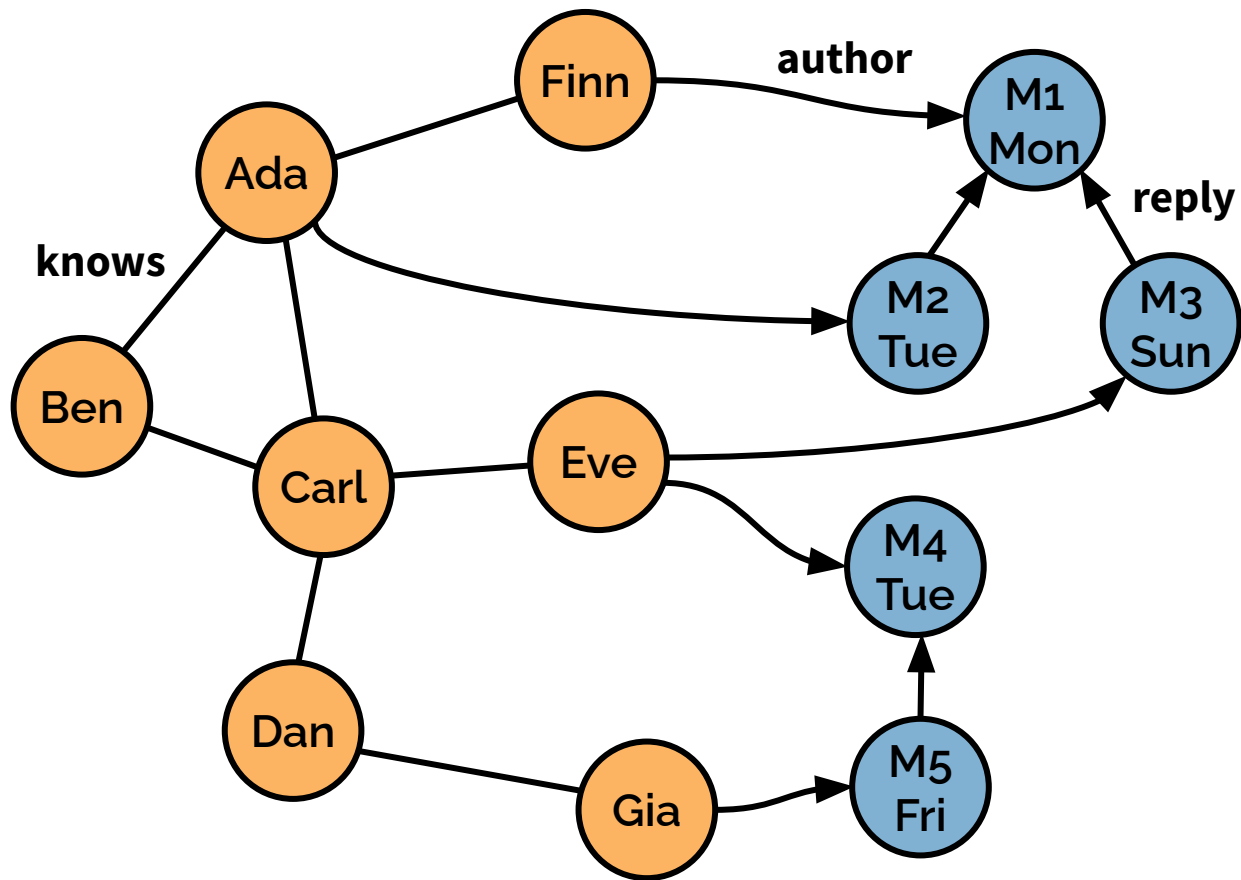 Finn
author
M1
Mon
Ada
reply
knows
M2
Tue
M3
Sun
Ben
Carl
Eve
M4
Tue
Dan
Gia
M5
Fri